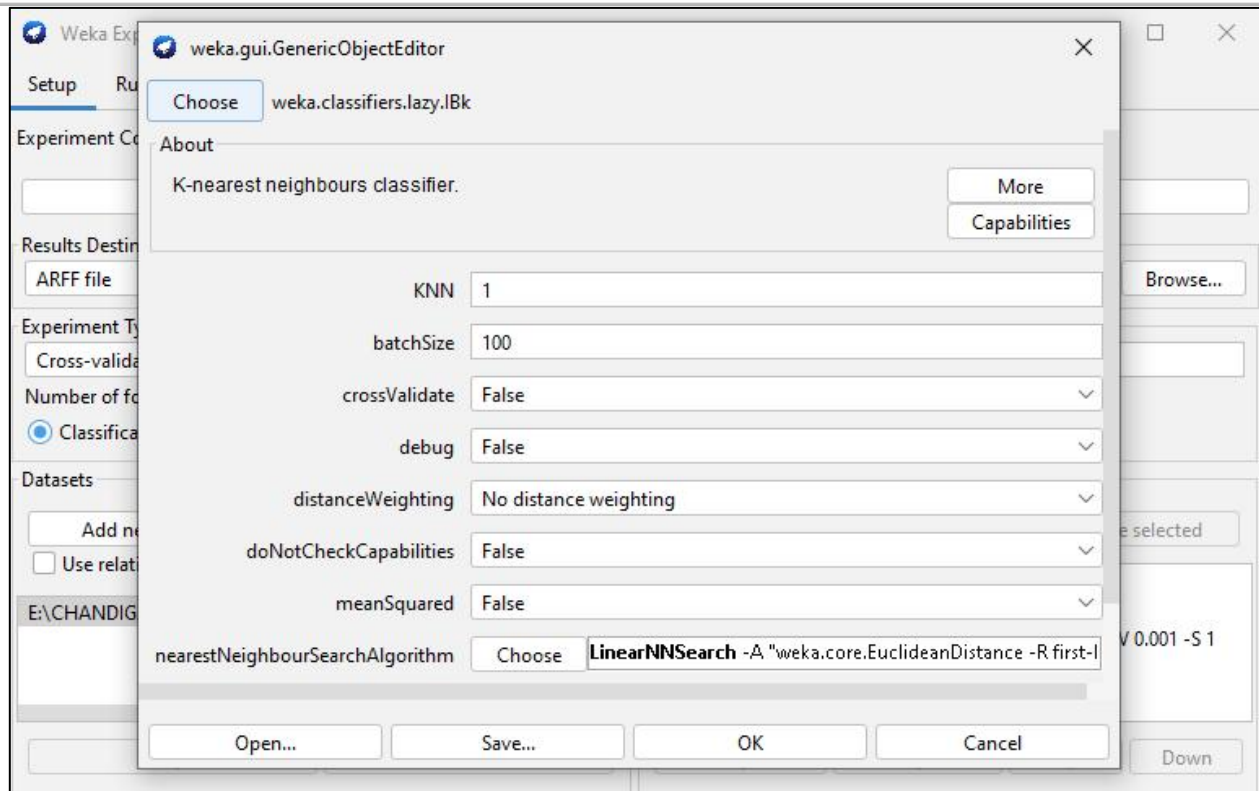 Weka Exp
weka.gui.GenericObjectEditor
Setup Ru
Choose weka.classifiers.lazy.IBk
Experiment Co
About
K-nearest neighbours classifier.
More
Capabilities
Results Destin
ARFF file
Browse...
KNN 1
Experiment Ty
batchSize 100
Cross-valida
crossValidate False
Number of fo
Classifica
debug False
Datasets
distanceWeighting No distance weighting
Add ne
e selected
doNotCheckCapabilities False
Use relati
meanSquared False
E:\CHANDIG
nearestNeighbourSearchAlgorithm Choose LinearNNSearch -A "weka.core.EuclideanDistance -R first-l
V 0.001 -S 1
Open... Save... OK Cancel
Down